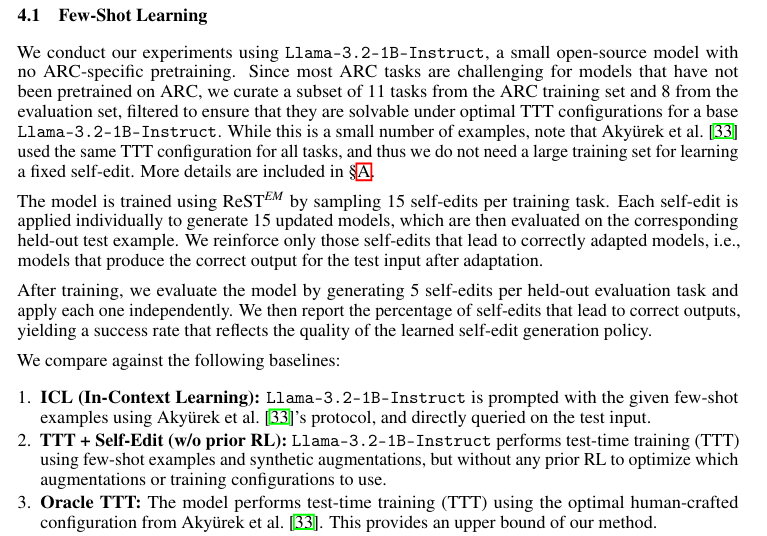 4.1 Few-Shot Learning
We conduct our experiments using Llama-3.2-1B-Instruct, a small open-source model with
no ARC-specific pretraining. Since most ARC tasks are challenging for models that have not
been pretrained on ARC, we curate a subset of 11 tasks from the ARC training set and 8 from the
evaluation set, filtered to ensure that they are solvable under optimal TTT configurations for a base
Llama-3.2-1B-Instruct. While this is a small number of examples, note that Akyürek et al. [33]
used the same TTT configuration for all tasks, and thus we do not need a large training set for learning
a fixed self-edit. More details are included in §A.
The model is trained using ReST^EM by sampling 15 self-edits per training task. Each self-edit is
applied individually to generate 15 updated models, which are then evaluated on the corresponding
held-out test example. We reinforce only those self-edits that lead to correctly adapted models, i.e.,
models that produce the correct output for the test input after adaptation.
After training, we evaluate the model by generating 5 self-edits per held-out evaluation task and
apply each one independently. We then report the percentage of self-edits that lead to correct outputs,
yielding a success rate that reflects the quality of the learned self-edit generation policy.
We compare against the following baselines:
1. ICL (In-Context Learning): Llama-3.2-1B-Instruct is prompted with the given few-shot
examples using Akyürek et al. [33]'s protocol, and directly queried on the test input.
2. TTT + Self-Edit (w/o prior RL): Llama-3.2-1B-Instruct performs test-time training (TTT)
using few-shot examples and synthetic augmentations, but without any prior RL to optimize which
augmentations or training configurations to use.
3. Oracle TTT: The model performs test-time training (TTT) using the optimal human-crafted
configuration from Akyürek et al. [33]. This provides an upper bound of our method.